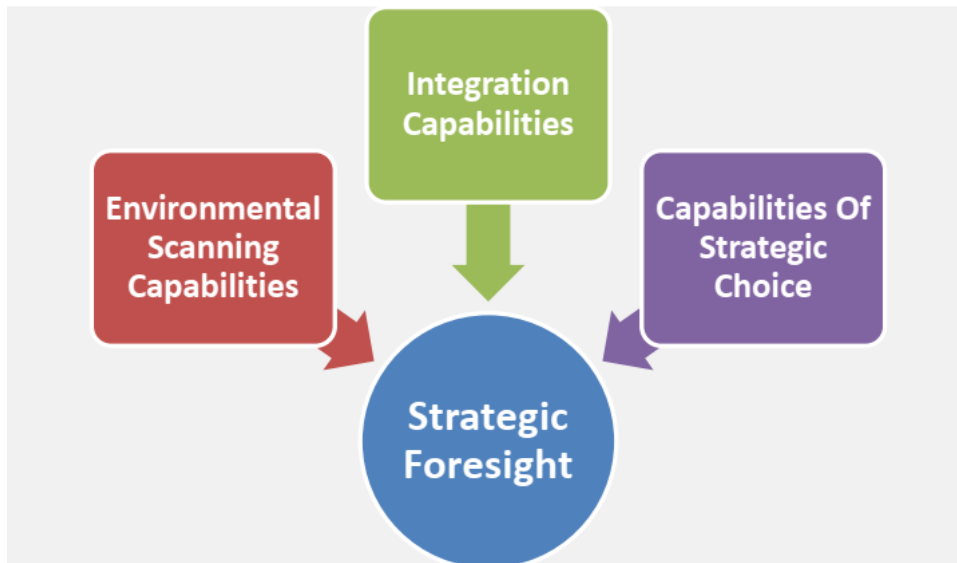 Integration
Capabilities
Environmental
Scanning
Capabilities
Capabilities Of
Strategic
Choice
Strategic
Foresight